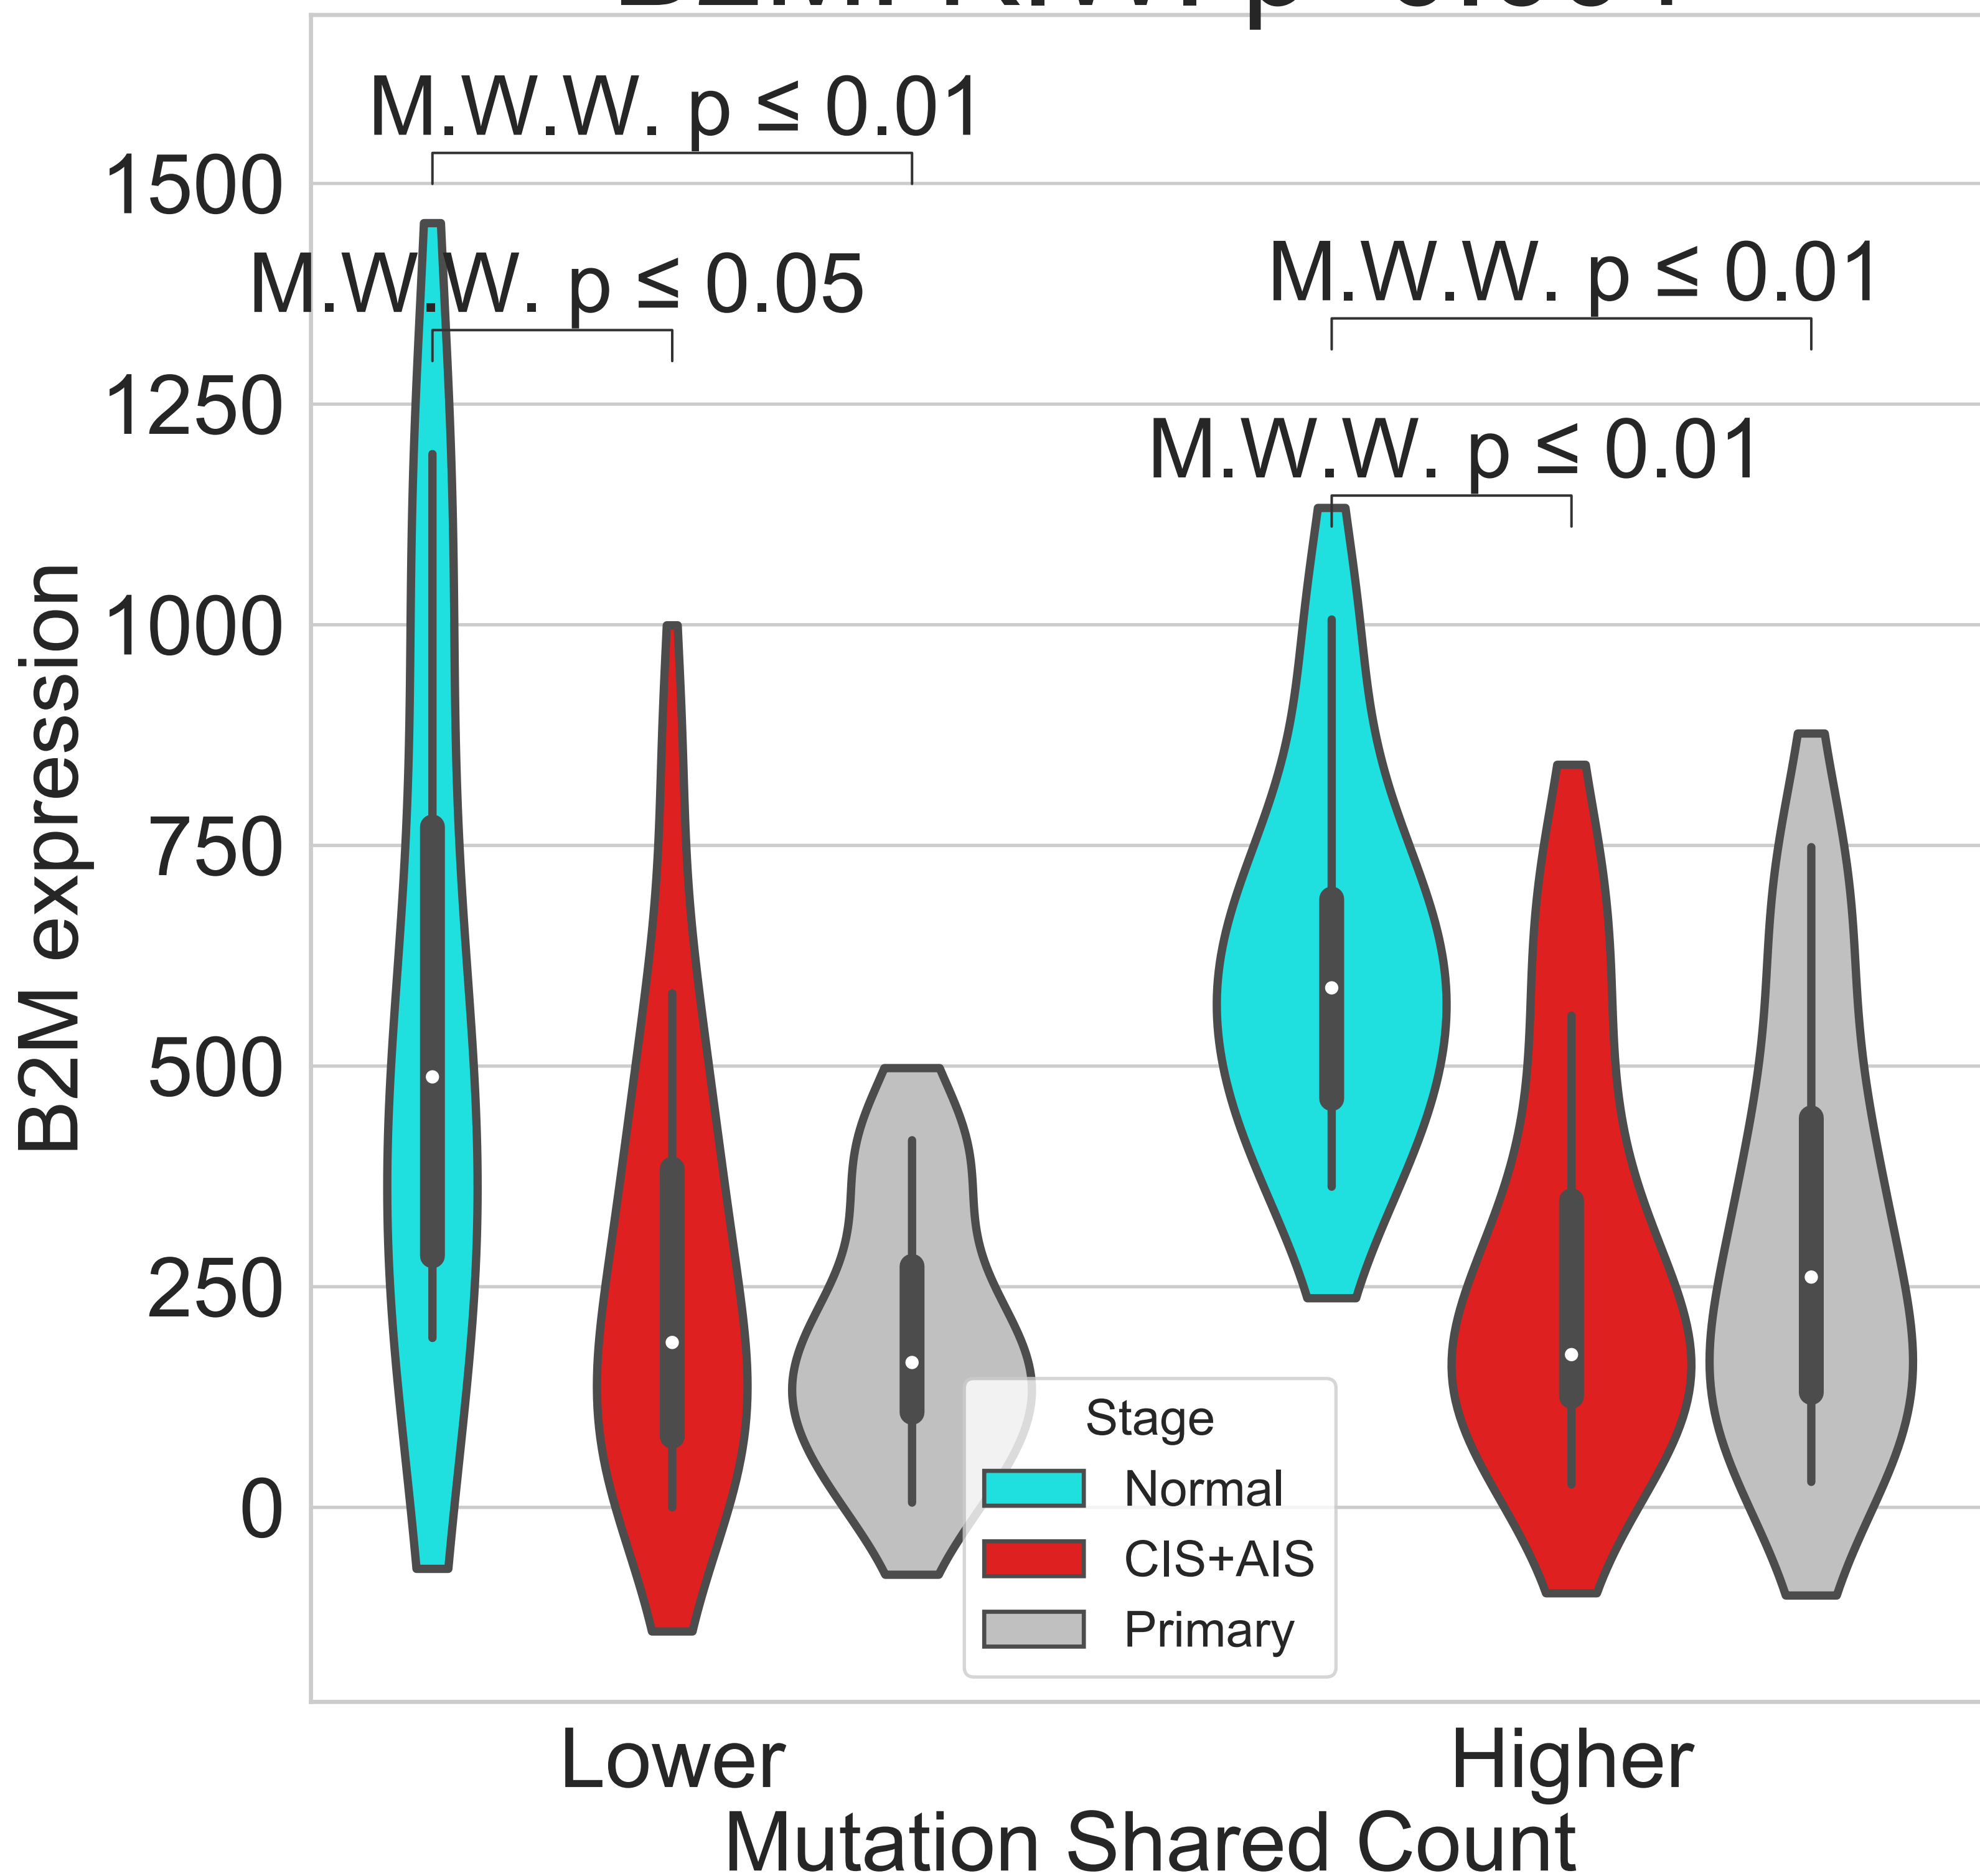 M.W.W. p ≤ 0.01
1500
M.W.W. p ≤ 0.05
M.W.W. p ≤ 0.01
1250
M.W.W. p ≤ 0.01
1000
750
500
250
0
B2M expression
Stage
Normal
CIS+AIS
Primary
Lower
Higher
Mutation Shared Count